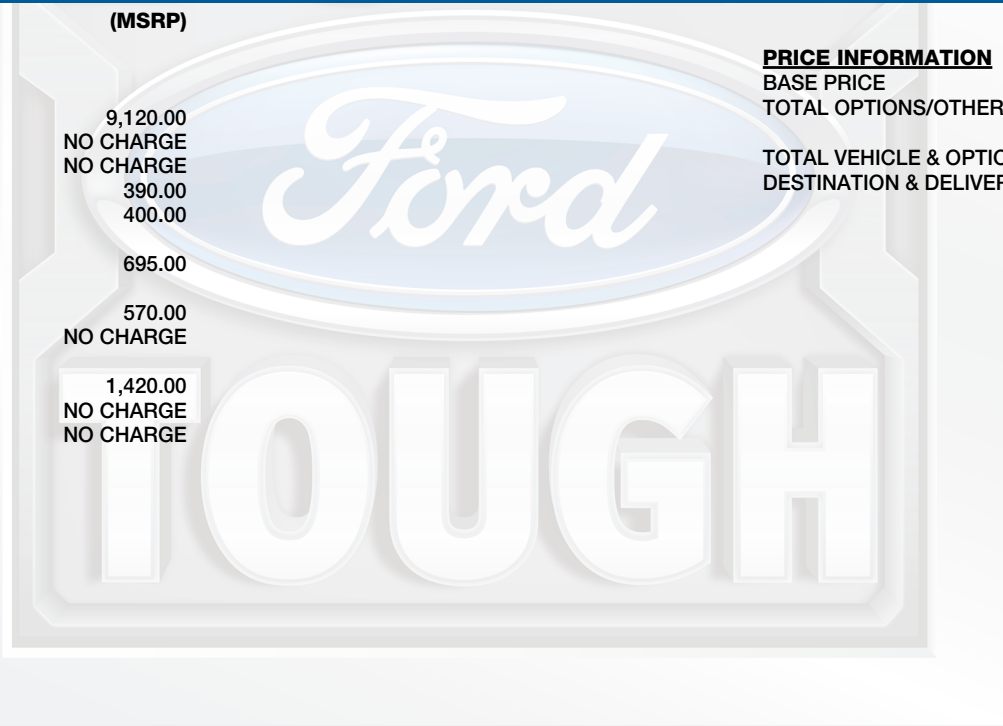 (MSRP)
9,120.00
NO CHARGE
NO CHARGE
390.00
400.00
695.00
570.00
NO CHARGE
1,420.00
NO CHARGE
NO CHARGE
PRICE INFORMATION
BASE PRICE
TOTAL OPTIONS/OTHER
TOTAL VEHICLE & OPTIO
DESTINATION & DELIVER
Ford
TOUGH